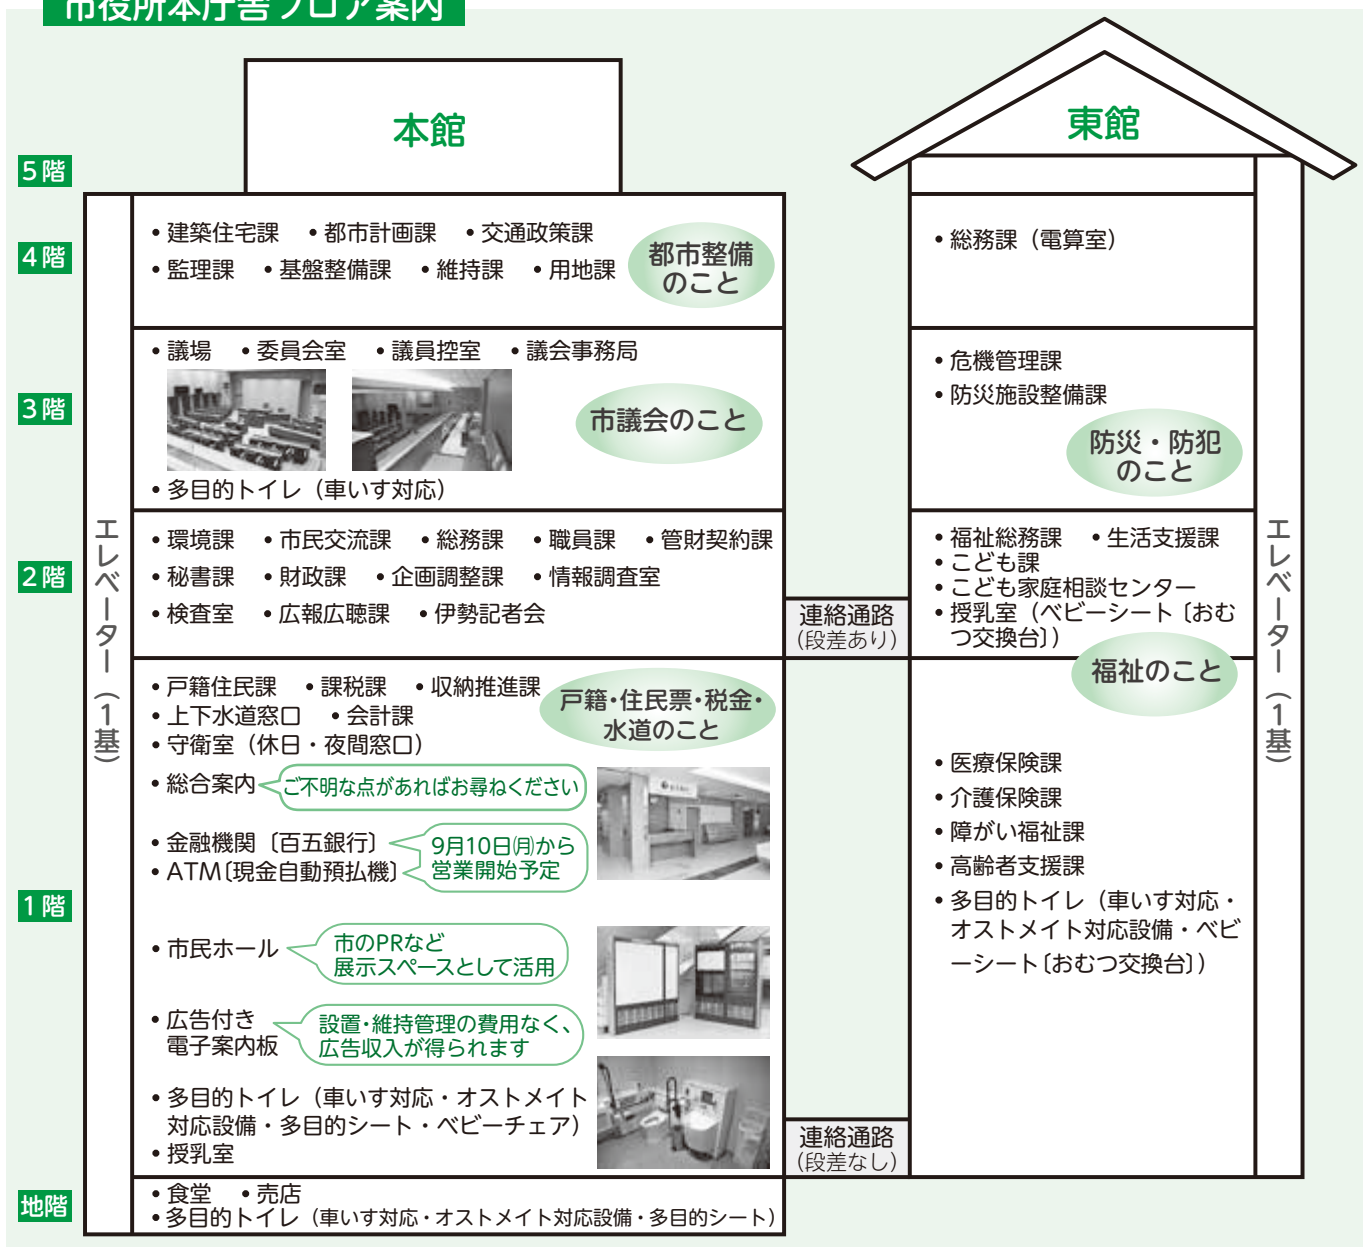 市役所本庁舎フロア案内
本館
東館
5階
4階
・建築住宅課 ・都市計画課 ・交通政策課
・監理課 ・基盤整備課 ・維持課 ・用地課
都市整備
のこと
・総務課（電算室）
3階
・議場 ・委員会室 ・議員控室 ・議会事務局
市議会のこと
・多目的トイレ（車いす対応）
・危機管理課
・防災施設整備課
防災・防犯
のこと
2階
・環境課 ・市民交流課 ・総務課 ・職員課 ・管財契約課
・秘書課 ・財政課 ・企画調整課 ・情報調査室
・検査室 ・広報広聴課 ・伊勢記者会
連絡通路
（段差あり）
・福祉総務課 ・生活支援課
・こども課
・こども家庭相談センター
・授乳室（ベビーシート〔おむ
つ交換台〕）
福祉のこと
エレベーター（1基）
エレベーター（1基）
1階
・戸籍住民課 ・課税課 ・収納推進課
・上下水道窓口 ・会計課
・守衛室（休日・夜間窓口）
戸籍・住民票・税金・
水道のこと
・総合案内
ご不明な点があればお尋ねください
・金融機関〔百五銀行〕
・ATM〔現金自動預払機〕
9月10日㈪から
営業開始予定
・市民ホール
市のPRなど
展示スペースとして活用
・広告付き
電子案内板
設置・維持管理の費用なく、
広告収入が得られます
・多目的トイレ（車いす対応・オストメイト
対応設備・多目的シート・ベビーチェア）
・授乳室
連絡通路
（段差なし）
・医療保険課
・介護保険課
・障がい福祉課
・高齢者支援課
・多目的トイレ（車いす対応・
オストメイト対応設備・ベビ
ーシート〔おむつ交換台〕）
地階
・食堂 ・売店
・多目的トイレ（車いす対応・オストメイト対応設備・多目的シート）